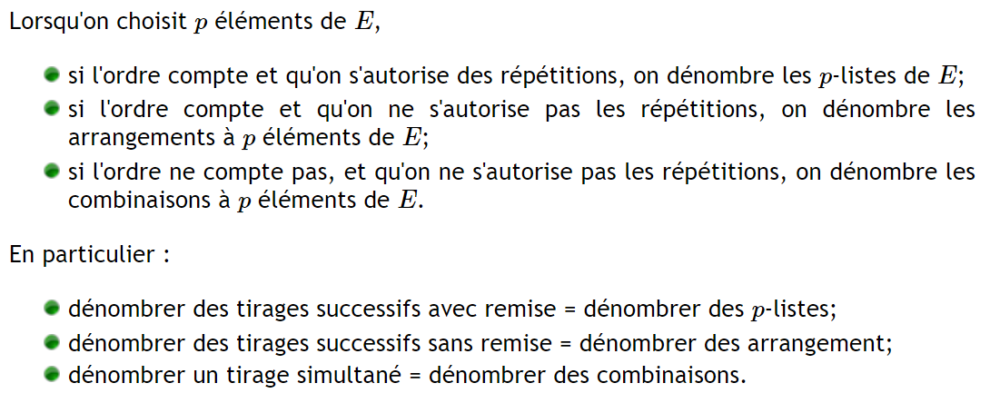 Lorsqu'on choisit p éléments de E,
si l'ordre compte et qu'on s'autorise des répétitions, on dénombre les p-listes de E;
si l'ordre compte et qu'on ne s'autorise pas les répétitions, on dénombre les
arrangements à p éléments de E;
si l'ordre ne compte pas, et qu'on ne s'autorise pas les répétitions, on dénombre les
combinaisons à p éléments de E.
En particulier :
dénombrer des tirages successifs avec remise = dénombrer des p-listes;
dénombrer des tirages successifs sans remise = dénombrer des arrangement;
dénombrer un tirage simultané = dénombrer des combinaisons.